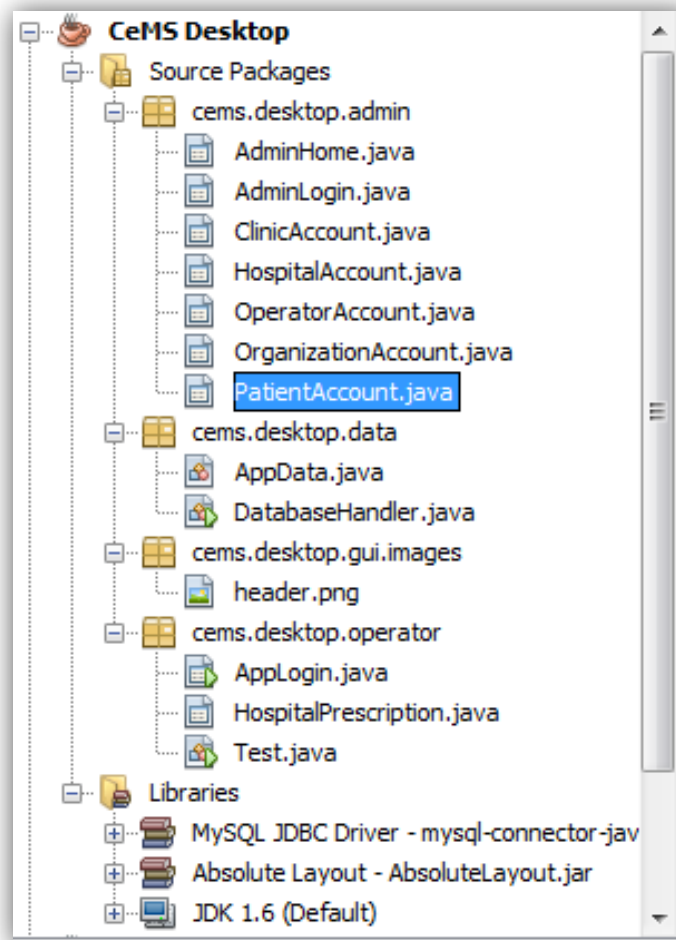 CeMS Desktop
Source Packages
cems.desktop.admin
AdminHome.java
AdminLogin.java
ClinicAccount.java
HospitalAccount.java
OperatorAccount.java
OrganizationAccount.java
PatientAccount.java
cems.desktop.data
AppData.java
DatabaseHandler.java
cems.desktop.gui.images
header.png
cems.desktop.operator
AppLogin.java
HospitalPrescription.java
Test.java
Libraries
MySQL JDBC Driver - mysql-connector-jav
Absolute Layout - AbsoluteLayout.jar
JDK 1.6 (Default)